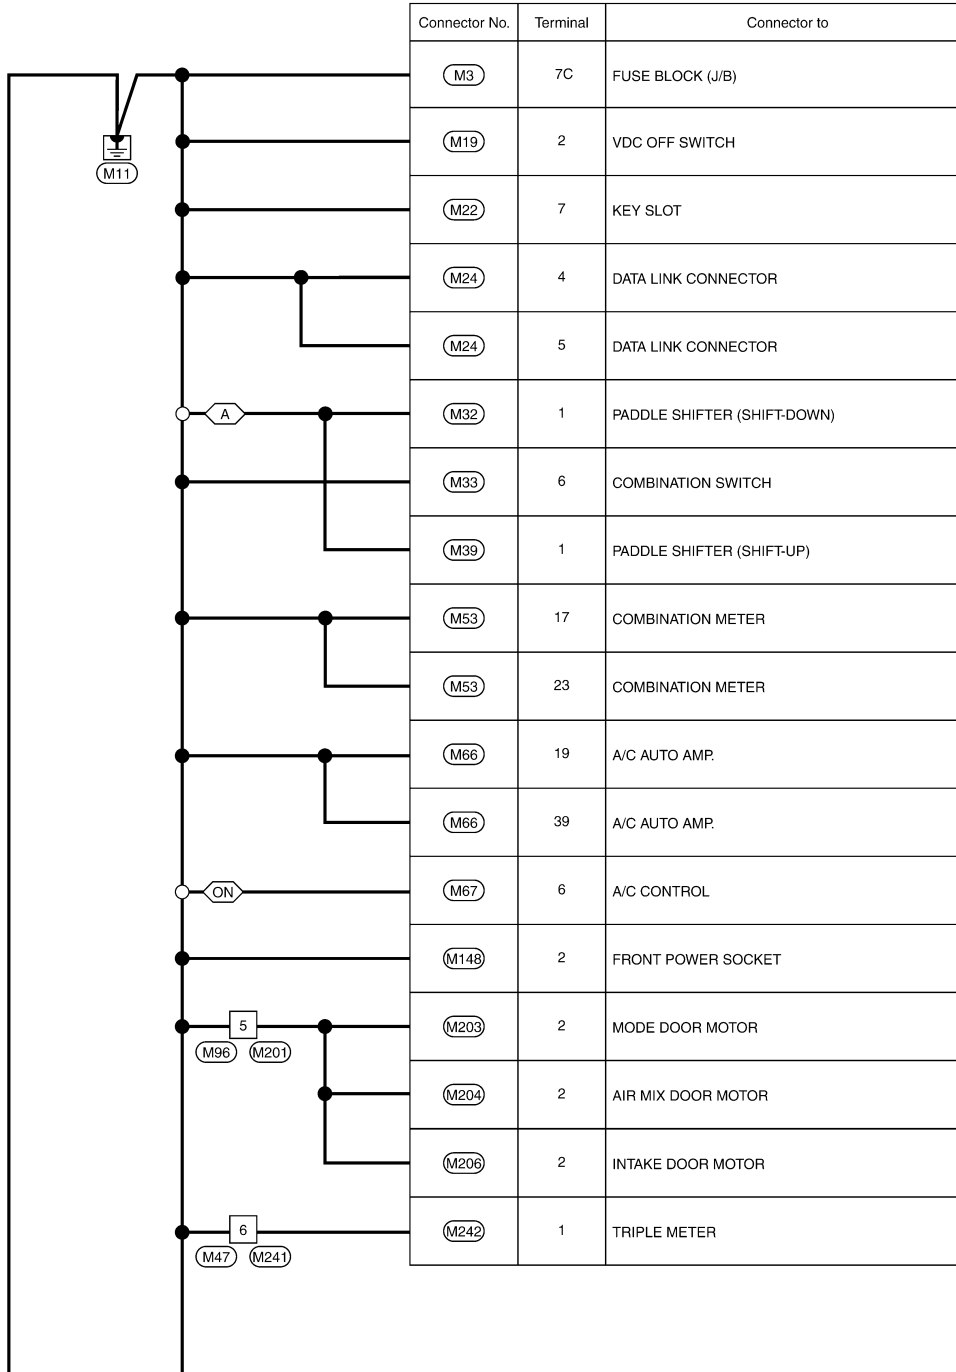 Connector No. Terminal Connector to
M3 7C FUSE BLOCK (J/B)
M19 2 VDC OFF SWITCH
M11
M22 7 KEY SLOT
M24 4 DATA LINK CONNECTOR
M24 5 DATA LINK CONNECTOR
A M32 1 PADDLE SHIFTER (SHIFT-DOWN)
M33 6 COMBINATION SWITCH
M39 1 PADDLE SHIFTER (SHIFT-UP)
M53 17 COMBINATION METER
M53 23 COMBINATION METER
M66 19 A/C AUTO AMP.
M66 39 A/C AUTO AMP.
ON M67 6 A/C CONTROL
M148 2 FRONT POWER SOCKET
5 M203 2 MODE DOOR MOTOR
M96 M201
M204 2 AIR MIX DOOR MOTOR
M206 2 INTAKE DOOR MOTOR
6 M242 1 TRIPLE METER
M47 M241